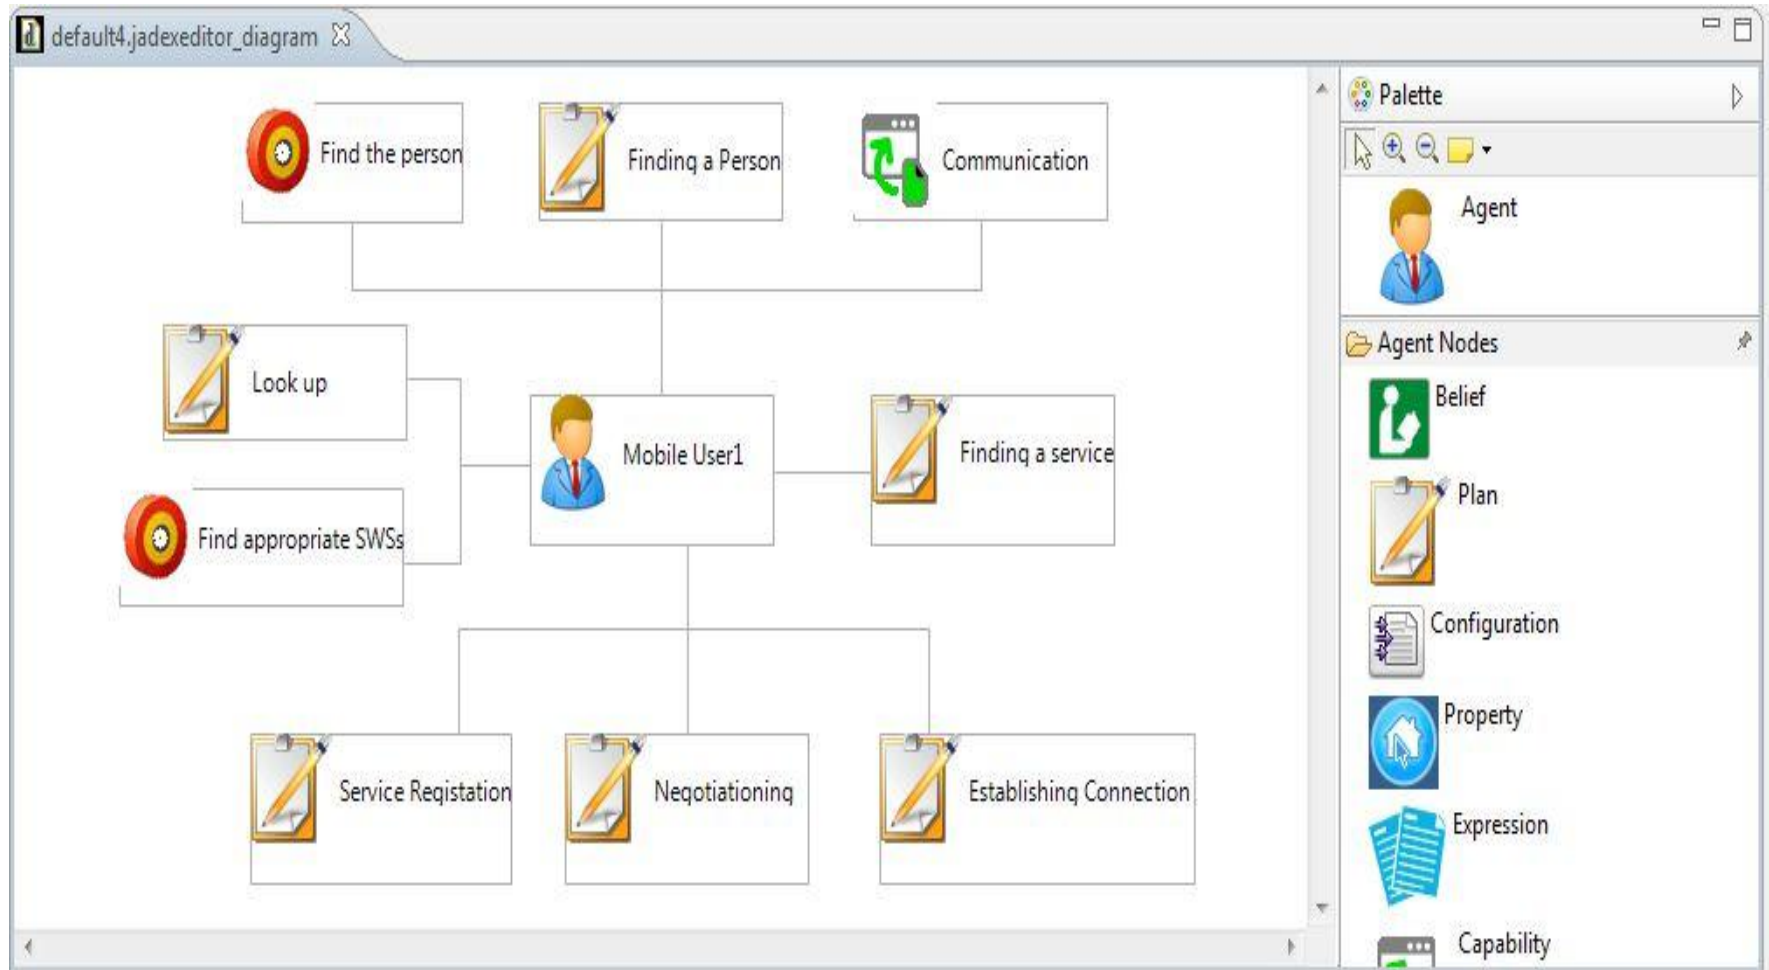 default4.jadexeditor_diagram
Find the person
Finding a Person
Communication
Look up
Mobile User1
Finding a service
Find appropriate SWSs
Service Registation
Negotiationing
Establishing Connection
Palette
Agent
Agent Nodes
Belief
Plan
Configuration
Property
Expression
Capability